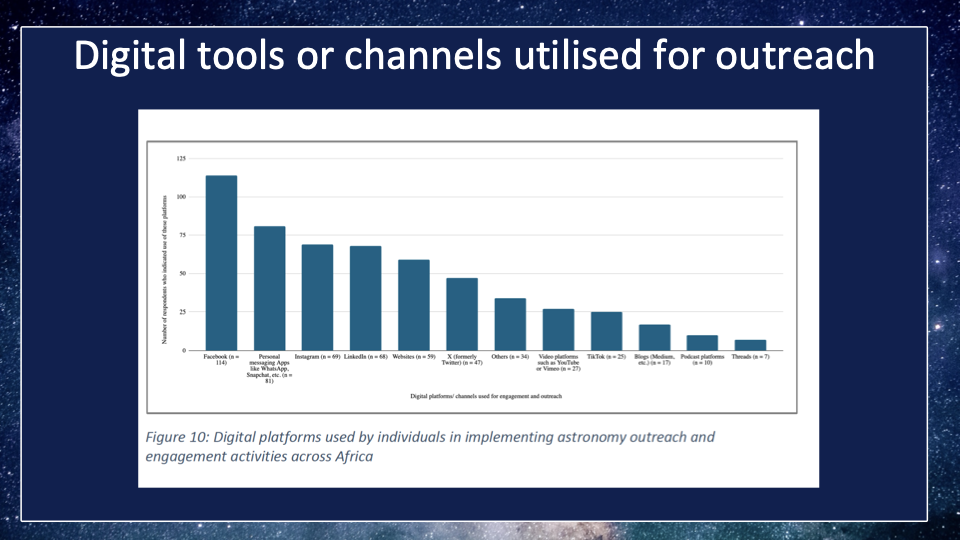 Digital tools or channels utilised for outreach
Number of respondents who indicated use of these platforms
125
100
75
50
25
0
Facebook (n =
114)
Personal
messaging Apps
like WhatsApp,
Snapchat, etc. (n =
81)
Instagram (n = 69)
LinkedIn (n = 68)
Websites (n = 59)
X (formerly
Twitter) (n = 47)
Others (n = 34)
Video platforms
such as YouTube
or Vimeo (n = 27)
TikTok (n = 25)
Blogs (Medium,
etc.) (n = 17)
Podcast platforms
(n = 10)
Threads (n = 7)
Digital platforms/ channels used for engagement and outreach
Figure 10: Digital platforms used by individuals in implementing astronomy outreach and
engagement activities across Africa